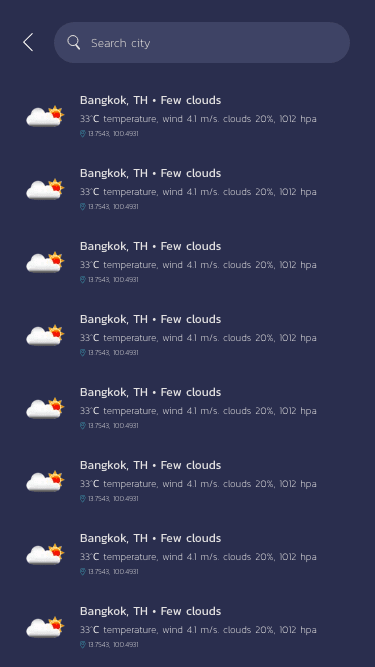 Search city
Bangkok, TH • Few clouds
33°C temperature, wind 4.1 m/s. clouds 20%, 1012 hpa
13.7543, 100.4931
Bangkok, TH • Few clouds
33°C temperature, wind 4.1 m/s. clouds 20%, 1012 hpa
13.7543, 100.4931
Bangkok, TH • Few clouds
33°C temperature, wind 4.1 m/s. clouds 20%, 1012 hpa
13.7543, 100.4931
Bangkok, TH • Few clouds
33°C temperature, wind 4.1 m/s. clouds 20%, 1012 hpa
13.7543, 100.4931
Bangkok, TH • Few clouds
33°C temperature, wind 4.1 m/s. clouds 20%, 1012 hpa
13.7543, 100.4931
Bangkok, TH • Few clouds
33°C temperature, wind 4.1 m/s. clouds 20%, 1012 hpa
13.7543, 100.4931
Bangkok, TH • Few clouds
33°C temperature, wind 4.1 m/s. clouds 20%, 1012 hpa
13.7543, 100.4931
Bangkok, TH • Few clouds
33°C temperature, wind 4.1 m/s. clouds 20%, 1012 hpa
13.7543, 100.4931